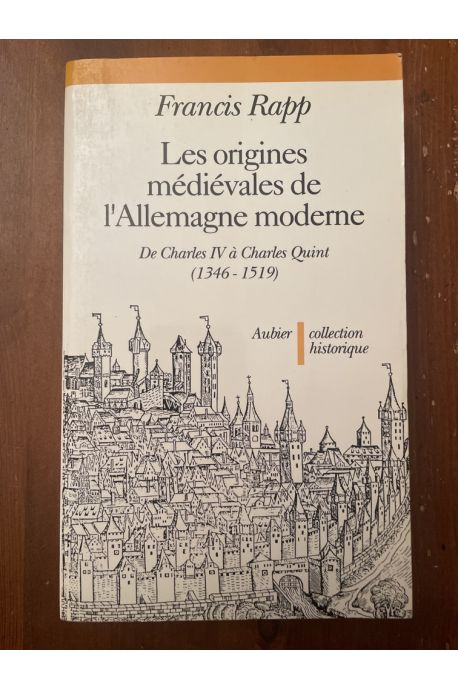 Francis Rapp
Les origines
médiévales de
l'Allemagne moderne
De Charles IV à Charles Quint
(1346 - 1519)
Aubier collection
historique